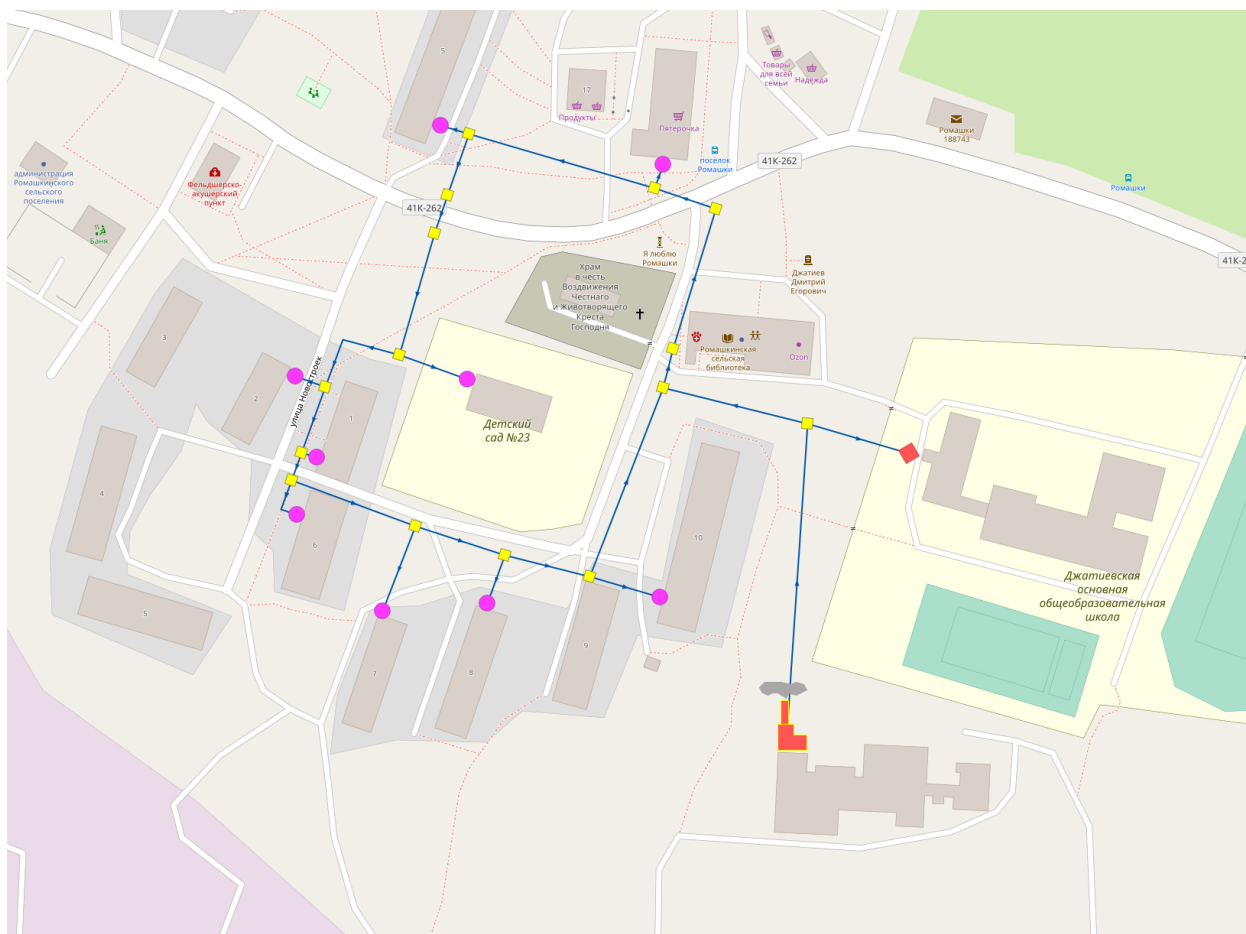 5
17
Продукты
Пятерочка
Товары
для всей
семьи
Надежда
Ромашки
188743
посёлок
Ромашки
41К-262
Ромашки
администрация
Ромашкинского
сельского
поселения
Фельдшерско-
акушерский
пункт
41К-262
Баня
Я люблю
Ромашки
Джатиев
Дмитрий
Егорович
41К-2
Храм
в честь
Воздвижения
Честнаго
и Животворящего
Креста
Господня
Ромашкинская
сельская
библиотека
Ozon
3
2
1
улица Новостроек
Детский
сад №23
4
6
10
5
7
8
9
Джатиевская
основная
общеобразовательная
школа